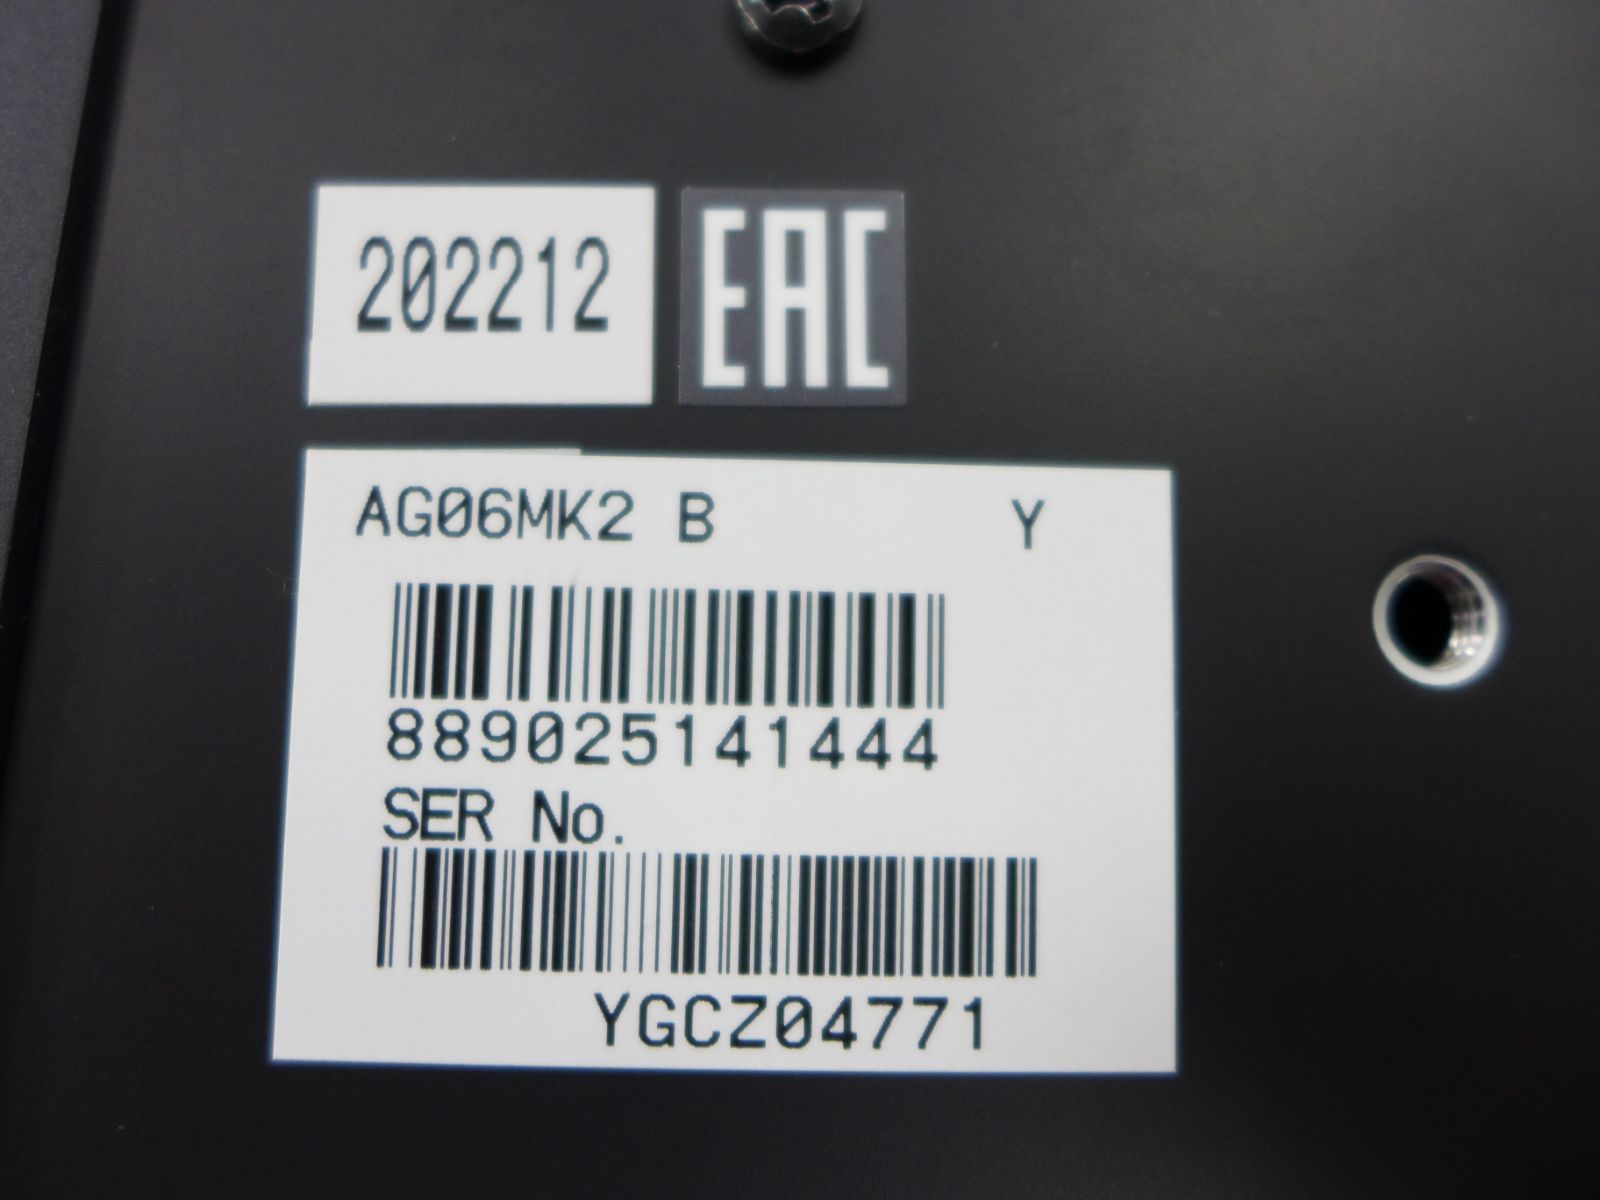 202212
EAC
AG06MK2 B Y
889025141444
SER No.
YGCZ04771